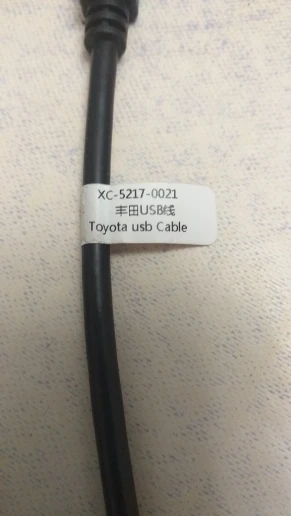 XC-5217-0021
丰田USB线
Toyota usb Cable